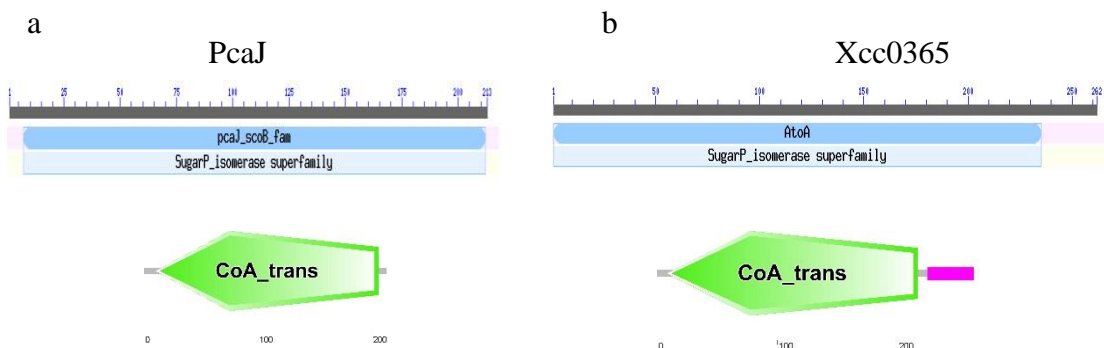 a
PcaJ
1 25 50 75 100 125 150 175 200 213
pcaJ_scoB_fam
SugarP_isomerase superfamily
CoA_trans
0 100 200
b
Xcc0365
1 50 100 150 200 262
AtoA
SugarP_isomerase superfamily
CoA_trans
0 100 200